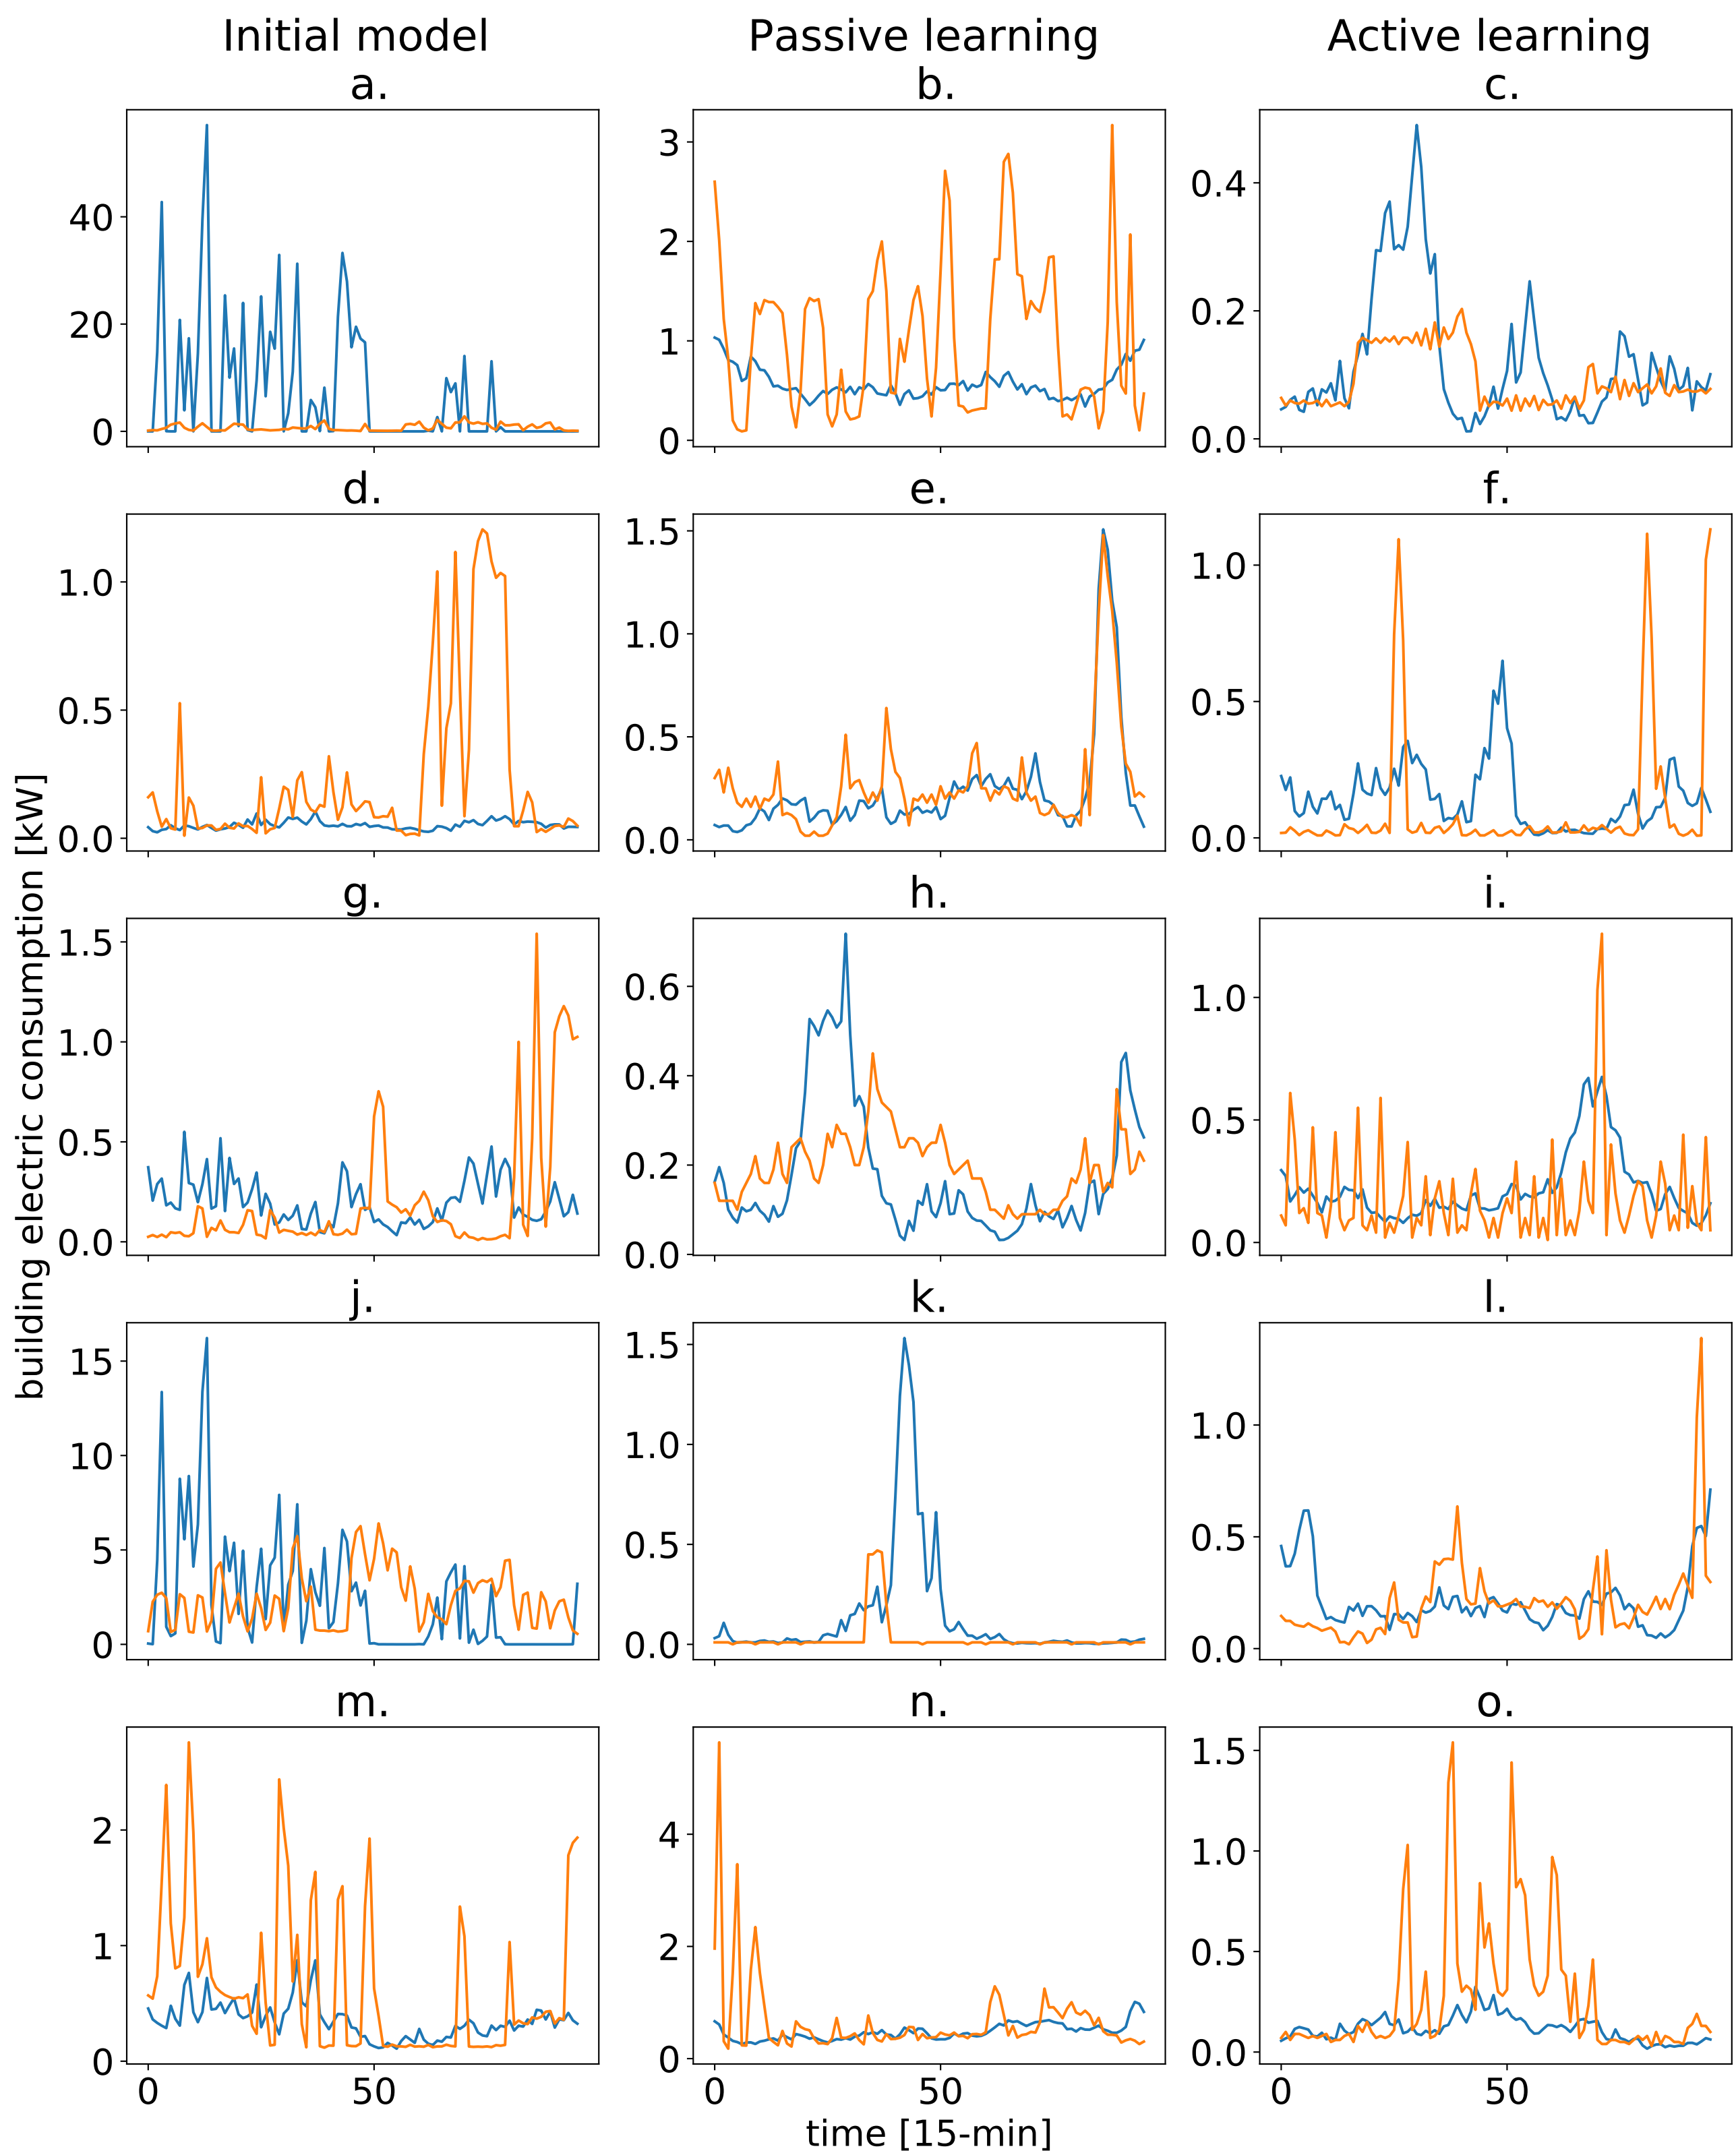 Initial model Passive learning Active learning
a. b. c.
40 3 0.4
20 2 0.2
0 1 0.0
0
d. e. f.
1.0 1.5 1.0
0.5 1.0 0.5
0.0 0.5 0.0
0.0
building electric consumption [kW]
g. h. i.
1.5 0.6 1.0
1.0 0.4 0.5
0.5 0.2 0.0
0.0 0.0
j. k. l.
15 1.5 1.0
10 1.0 0.5
5 0.5 0.0
0 0.0
m. n. o.
2 4 1.5
1 2 1.0
0 0 0.5
0.0
0 50 0 50 0 50
time [15-min]